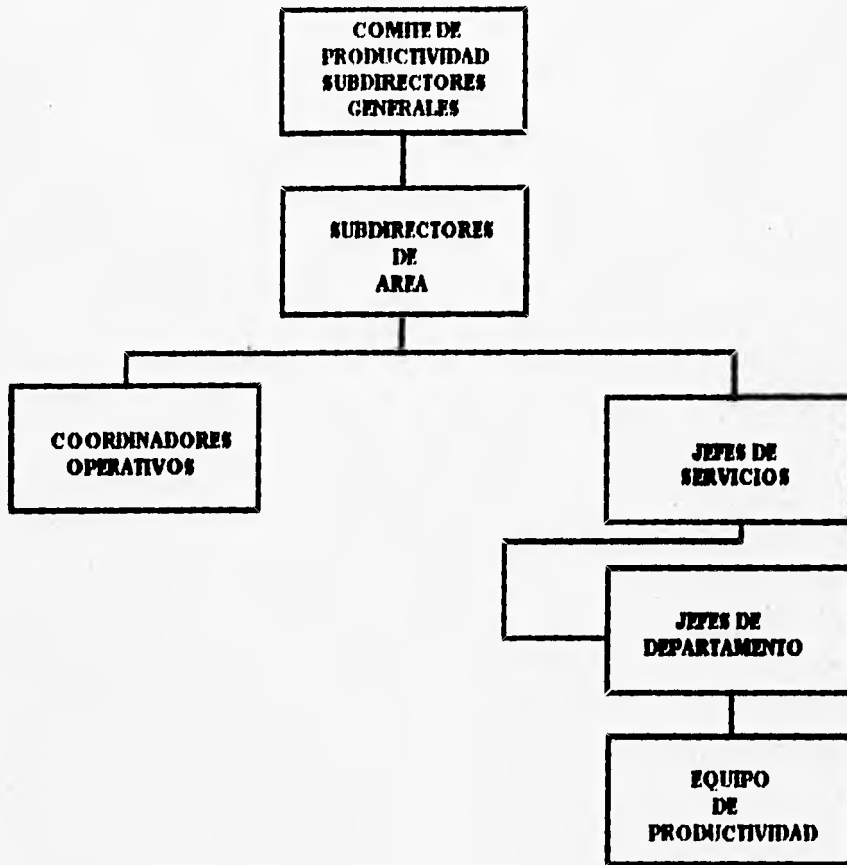 COMITE DE
PRODUCTIVIDAD
SUBDIRECTORES
GENERALES
SUBDIRECTORES
DE
AREA
COORDINADORES
OPERATIVOS
JEFES DE
SERVICIOS
JEFES DE
DEPARTAMENTO
EQUIPO
DE
PRODUCTIVIDAD